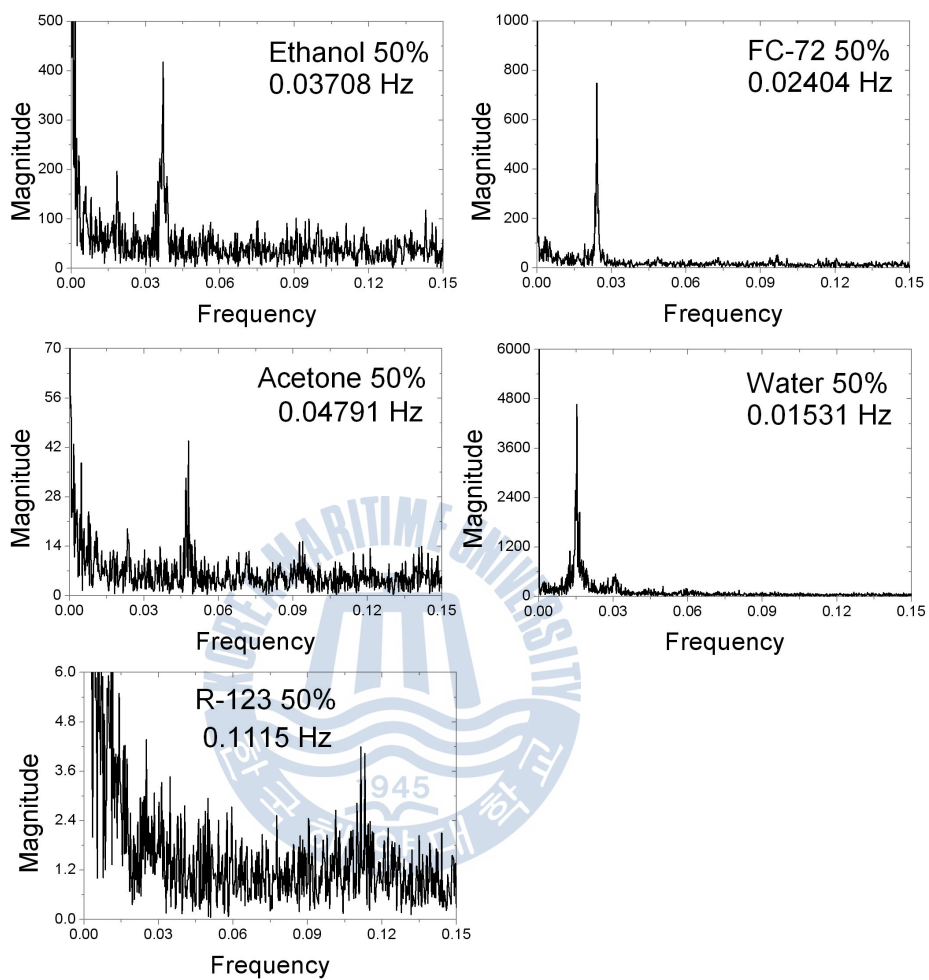 Ethanol 50%
0.03708 Hz
Magnitude
500
400
300
200
100
0
0.00 0.03 0.06 0.09 0.12 0.15
Frequency
FC-72 50%
0.02404 Hz
Magnitude
1000
800
600
400
200
0
0.00 0.03 0.06 0.09 0.12 0.15
Frequency
Acetone 50%
0.04791 Hz
Magnitude
70
56
42
28
14
0
0.00 0.03 0.06 0.09 0.12 0.15
Frequency
Water 50%
0.01531 Hz
Magnitude
6000
4800
3600
2400
1200
0
0.00 0.03 0.06 0.09 0.12 0.15
Frequency
R-123 50%
0.1115 Hz
Magnitude
6.0
4.8
3.6
2.4
1.2
0.0
0.00 0.03 0.06 0.09 0.12 0.15
Frequency
KOREA MARITIME UNIVERSITY
1945